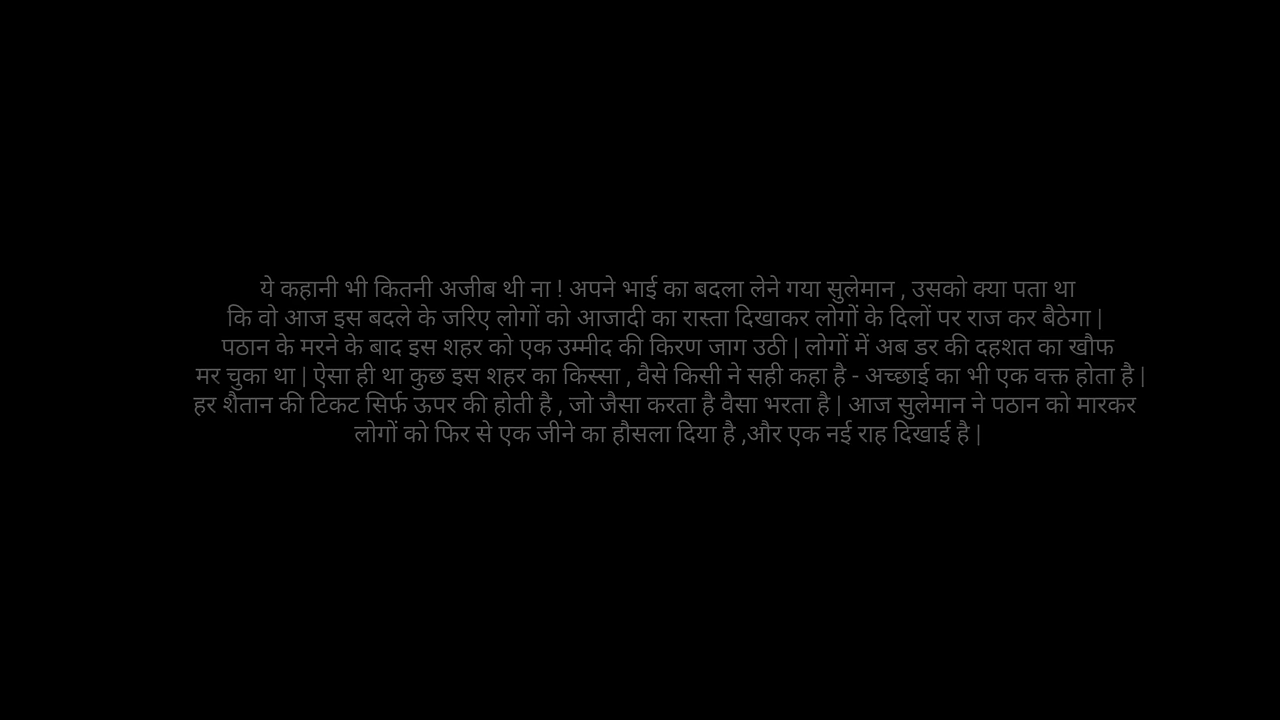 ये कहानी भी कितनी अजीब थी ना ! अपने भाई का बदला लेने गया सुलेमान , उसको क्या पता था
कि वो आज इस बदले के जरिए लोगों को आजादी का रास्ता दिखाकर लोगों के दिलों पर राज कर बैठेगा |
पठान के मरने के बाद इस शहर को एक उम्मीद की किरण जाग उठी | लोगों में अब डर की दहशत का खौफ
मर चुका था | ऐसा ही था कुछ इस शहर का किस्सा , वैसे किसी ने सही कहा है - अच्छाई का भी एक वक्त होता है |
हर शैतान की टिकट सिर्फ ऊपर की होती है , जो जैसा करता है वैसा भरता है | आज सुलेमान ने पठान को मारकर
लोगों को फिर से एक जीने का हौसला दिया है ,और एक नई राह दिखाई है |